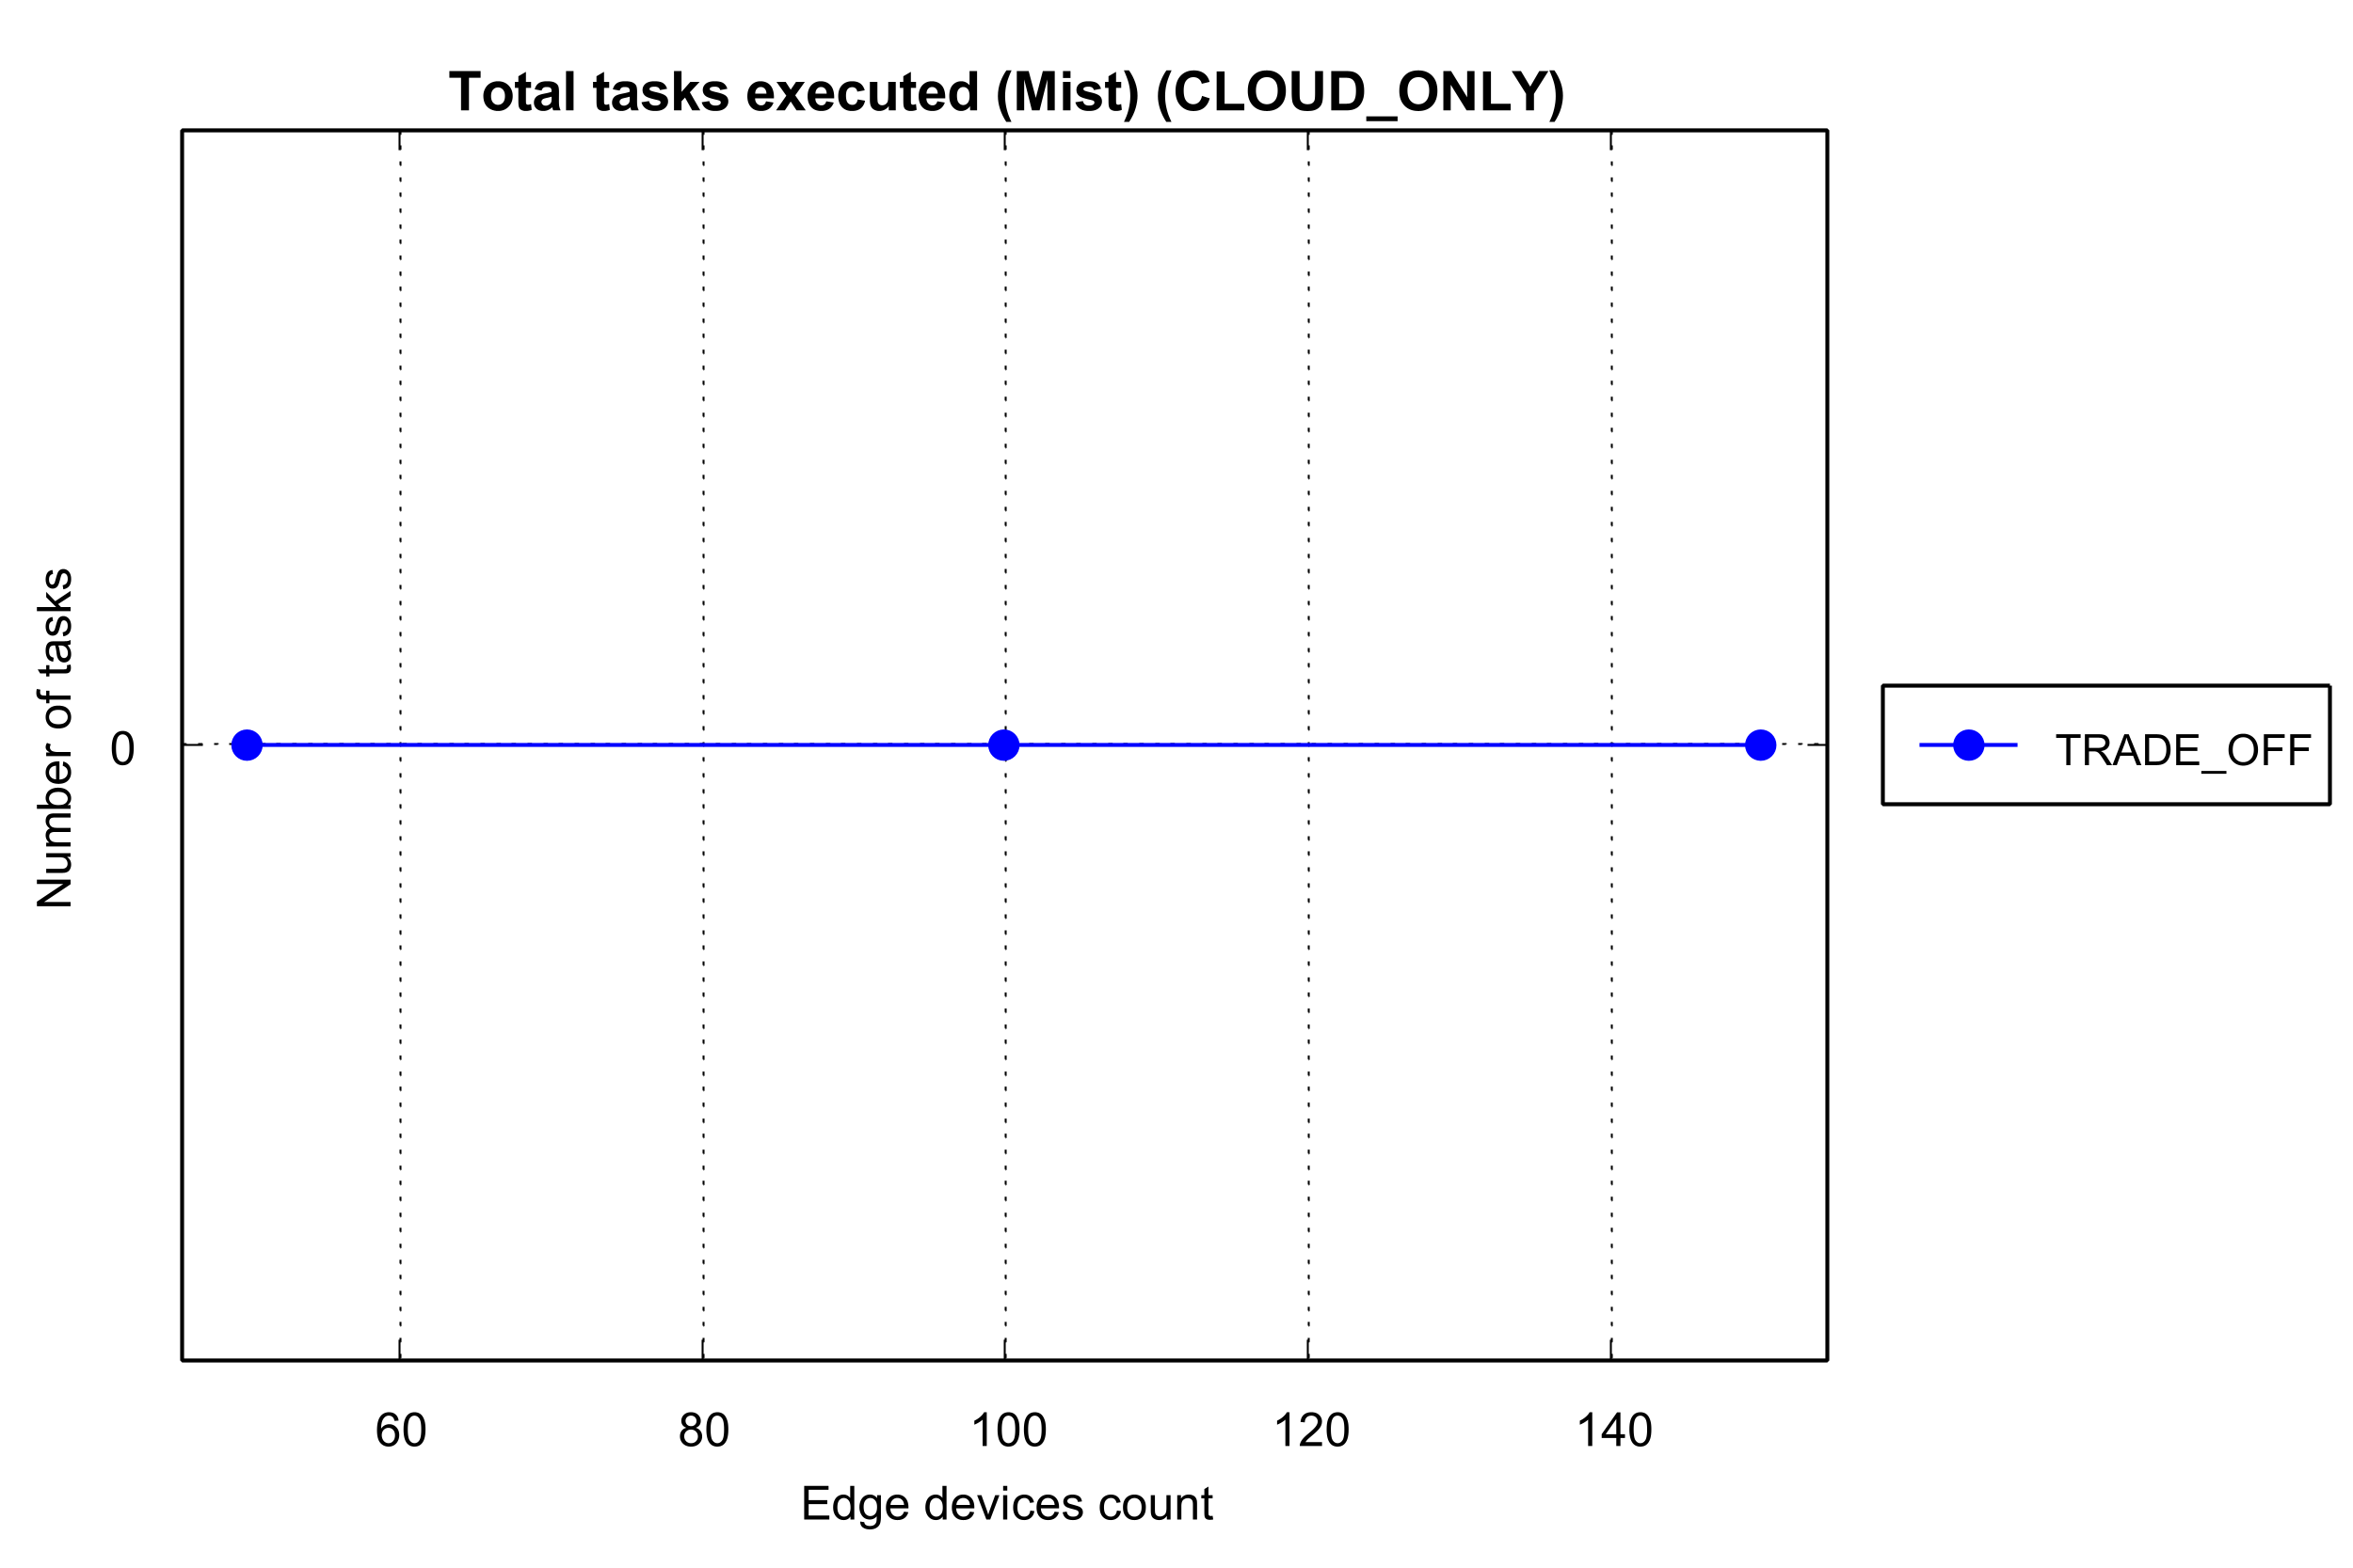 Total tasks executed (Mist) (CLOUD_ONLY)
Number of tasks
0
TRADE_OFF
60 80 100 120 140
Edge devices count